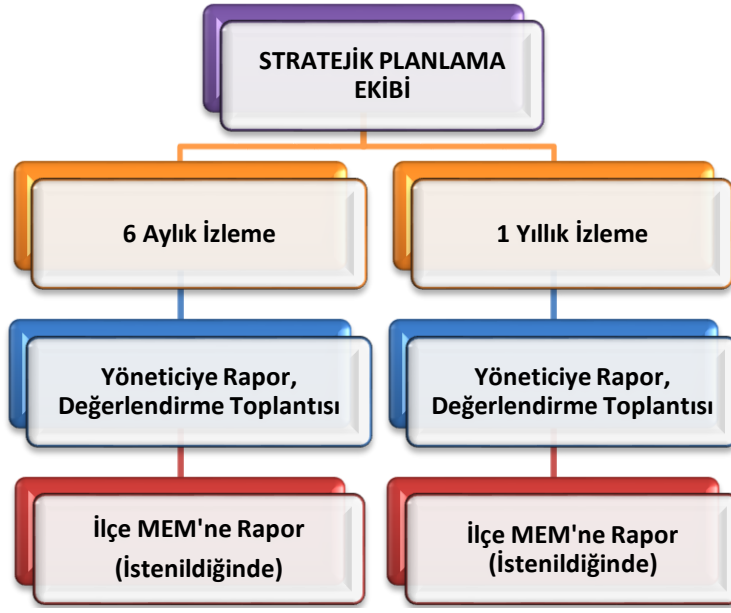 STRATEJİK PLANLAMA
EKİBİ
6 Aylık İzleme
1 Yıllık İzleme
Yöneticiye Rapor,
Değerlendirme Toplantısı
Yöneticiye Rapor,
Değerlendirme Toplantısı
İlçe MEM'ne Rapor
(İstenildiğinde)
İlçe MEM'ne Rapor
(İstenildiğinde)